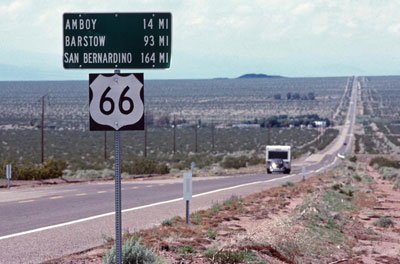 AMBOY 14 MI
BARSTOW 93 MI
SAN BERNARDINO 164 MI
66